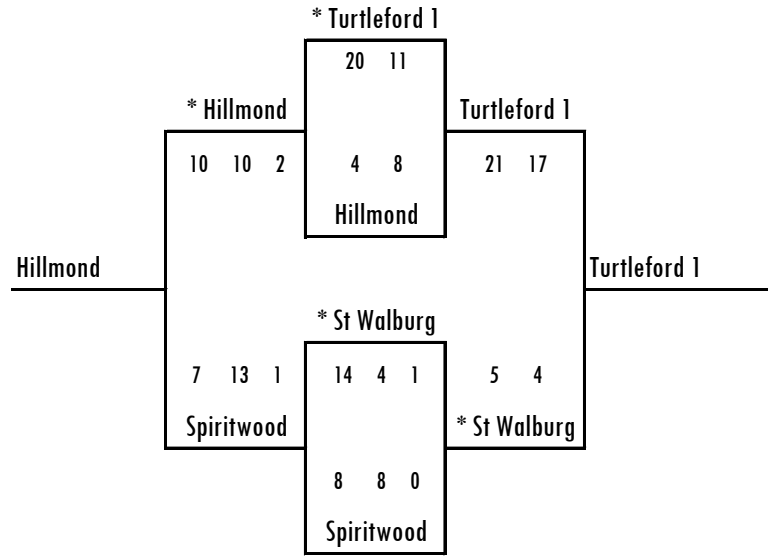 * Turtleford 1
20 11
* Hillmond
Turtleford 1
10 10 2
4 8
21 17
Hillmond
Hillmond
Turtleford 1
* St Walburg
7 13 1
14 4 1
5 4
Spiritwood
* St Walburg
8 8 0
Spiritwood